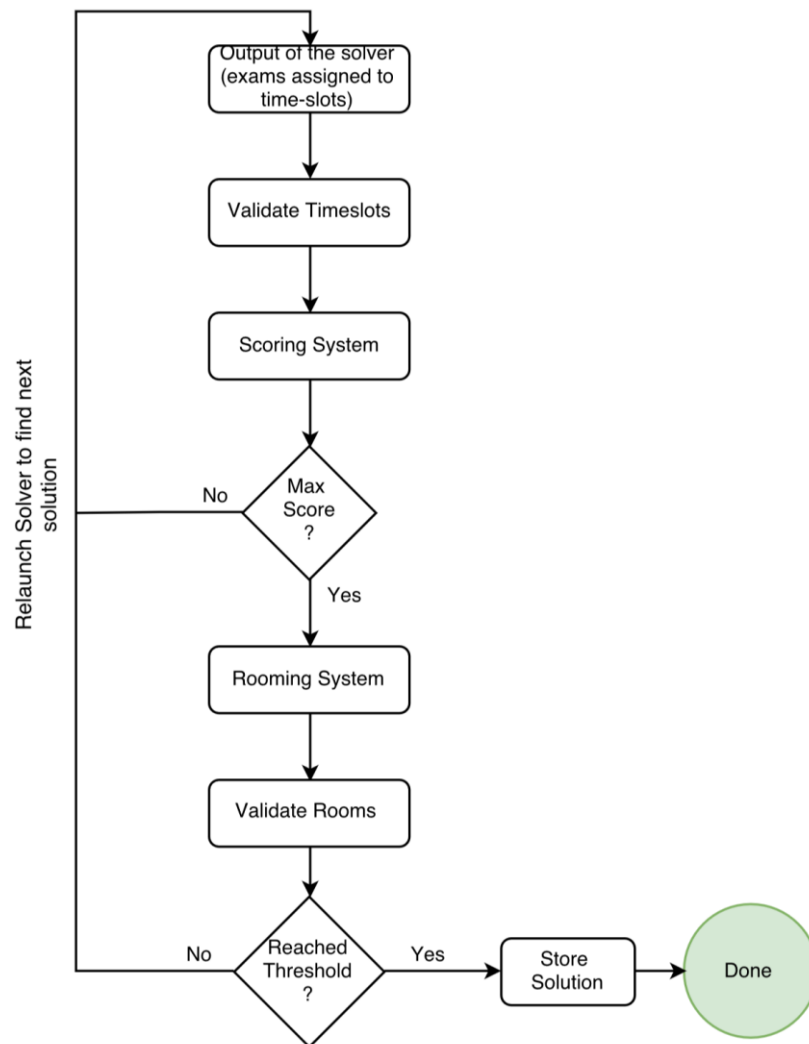 Output of the solver
(exams assigned to
time-slots)
Validate Timeslots
Scoring System
Relaunch Solver to find next
solution
No
Max
Score
?
Yes
Rooming System
Validate Rooms
No
Reached
Threshold
?
Yes
Store
Solution
Done